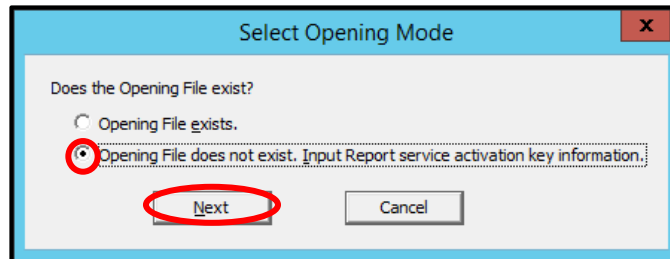 Select Opening Mode
x
Does the Opening File exist?
Opening File exists.
Opening File does not exist. Input Report service activation key information.
Next
Cancel